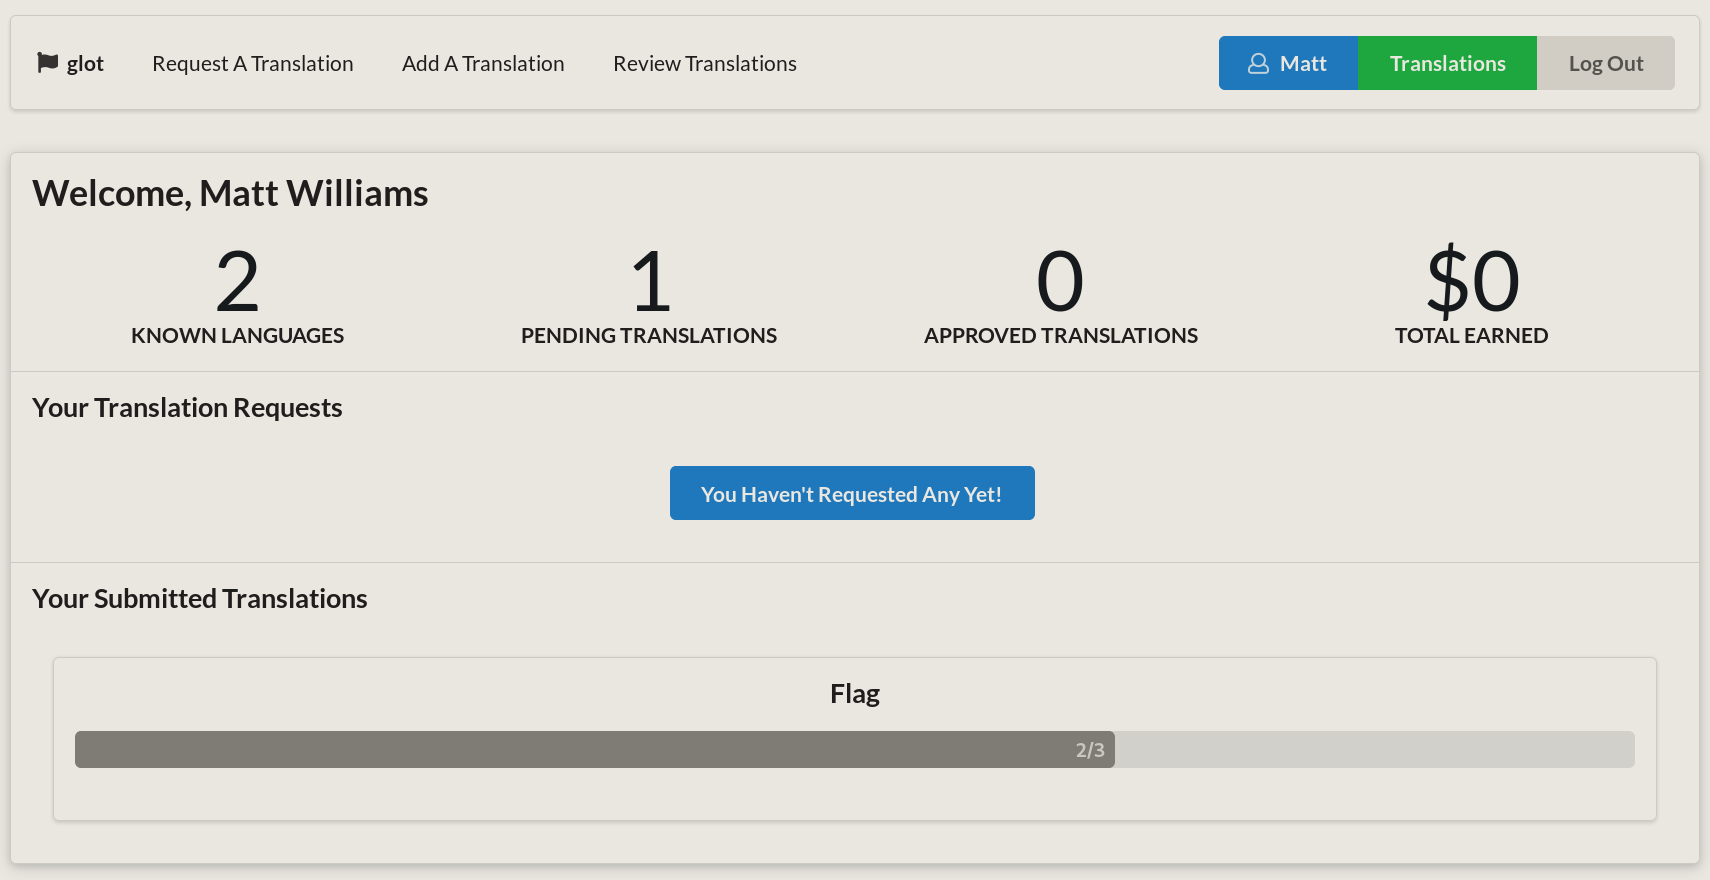 glot Request A Translation Add A Translation Review Translations Matt Translations Log Out
Welcome, Matt Williams
2 1 0 $0
KNOWN LANGUAGES PENDING TRANSLATIONS APPROVED TRANSLATIONS TOTAL EARNED
Your Translation Requests
You Haven't Requested Any Yet!
Your Submitted Translations
Flag
2/3